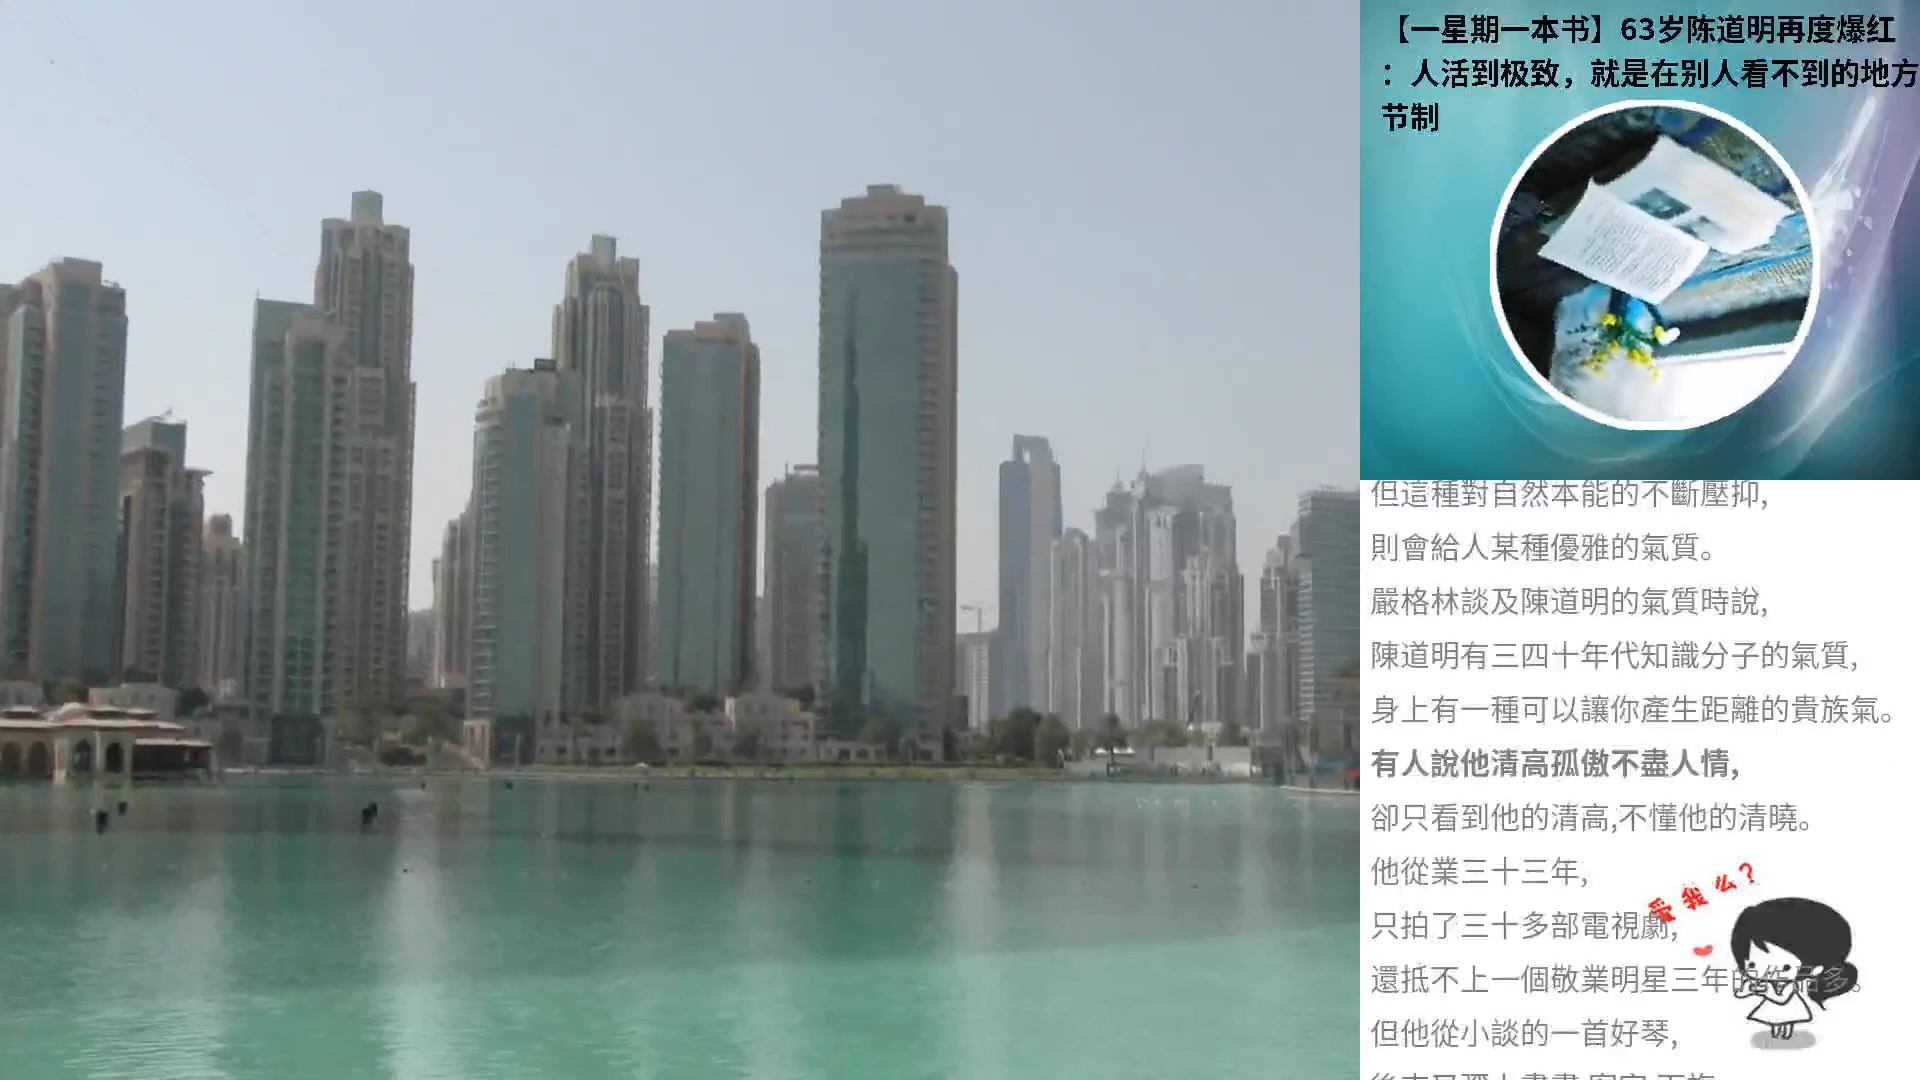 【一星期一本书】63岁陈道明再度爆红
：人活到极致，就是在别人看不到的地方
节制
但這種對自然本能的不斷壓抑,
則會給人某種優雅的氣質。
嚴格林談及陳道明的氣質時說,
陳道明有三四十年代知識分子的氣質,
身上有一種可以讓你產生距離的貴族氣。
有人說他清高孤傲不盡人情,
卻只看到他的清高,不懂他的清曉。
他從業三十三年,
愛我么?
只拍了三十多部電視劇,
還抵不上一個敬業明星三年的作品多。
但他從小談的一首好琴,